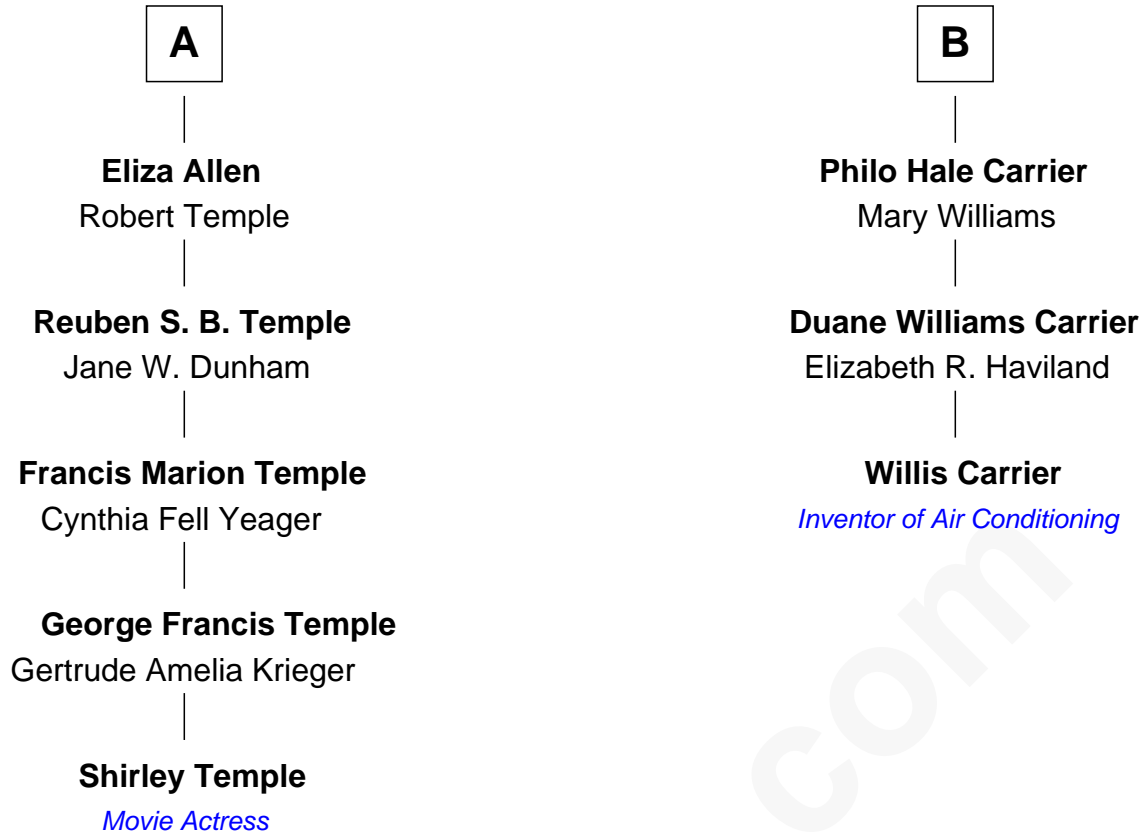 A
Eliza Allen
Robert Temple
Reuben S. B. Temple
Jane W. Dunham
Francis Marion Temple
Cynthia Fell Yeager
George Francis Temple
Gertrude Amelia Krieger
Shirley Temple
Movie Actress
B
Philo Hale Carrier
Mary Williams
Duane Williams Carrier
Elizabeth R. Haviland
Willis Carrier
Inventor of Air Conditioning
com